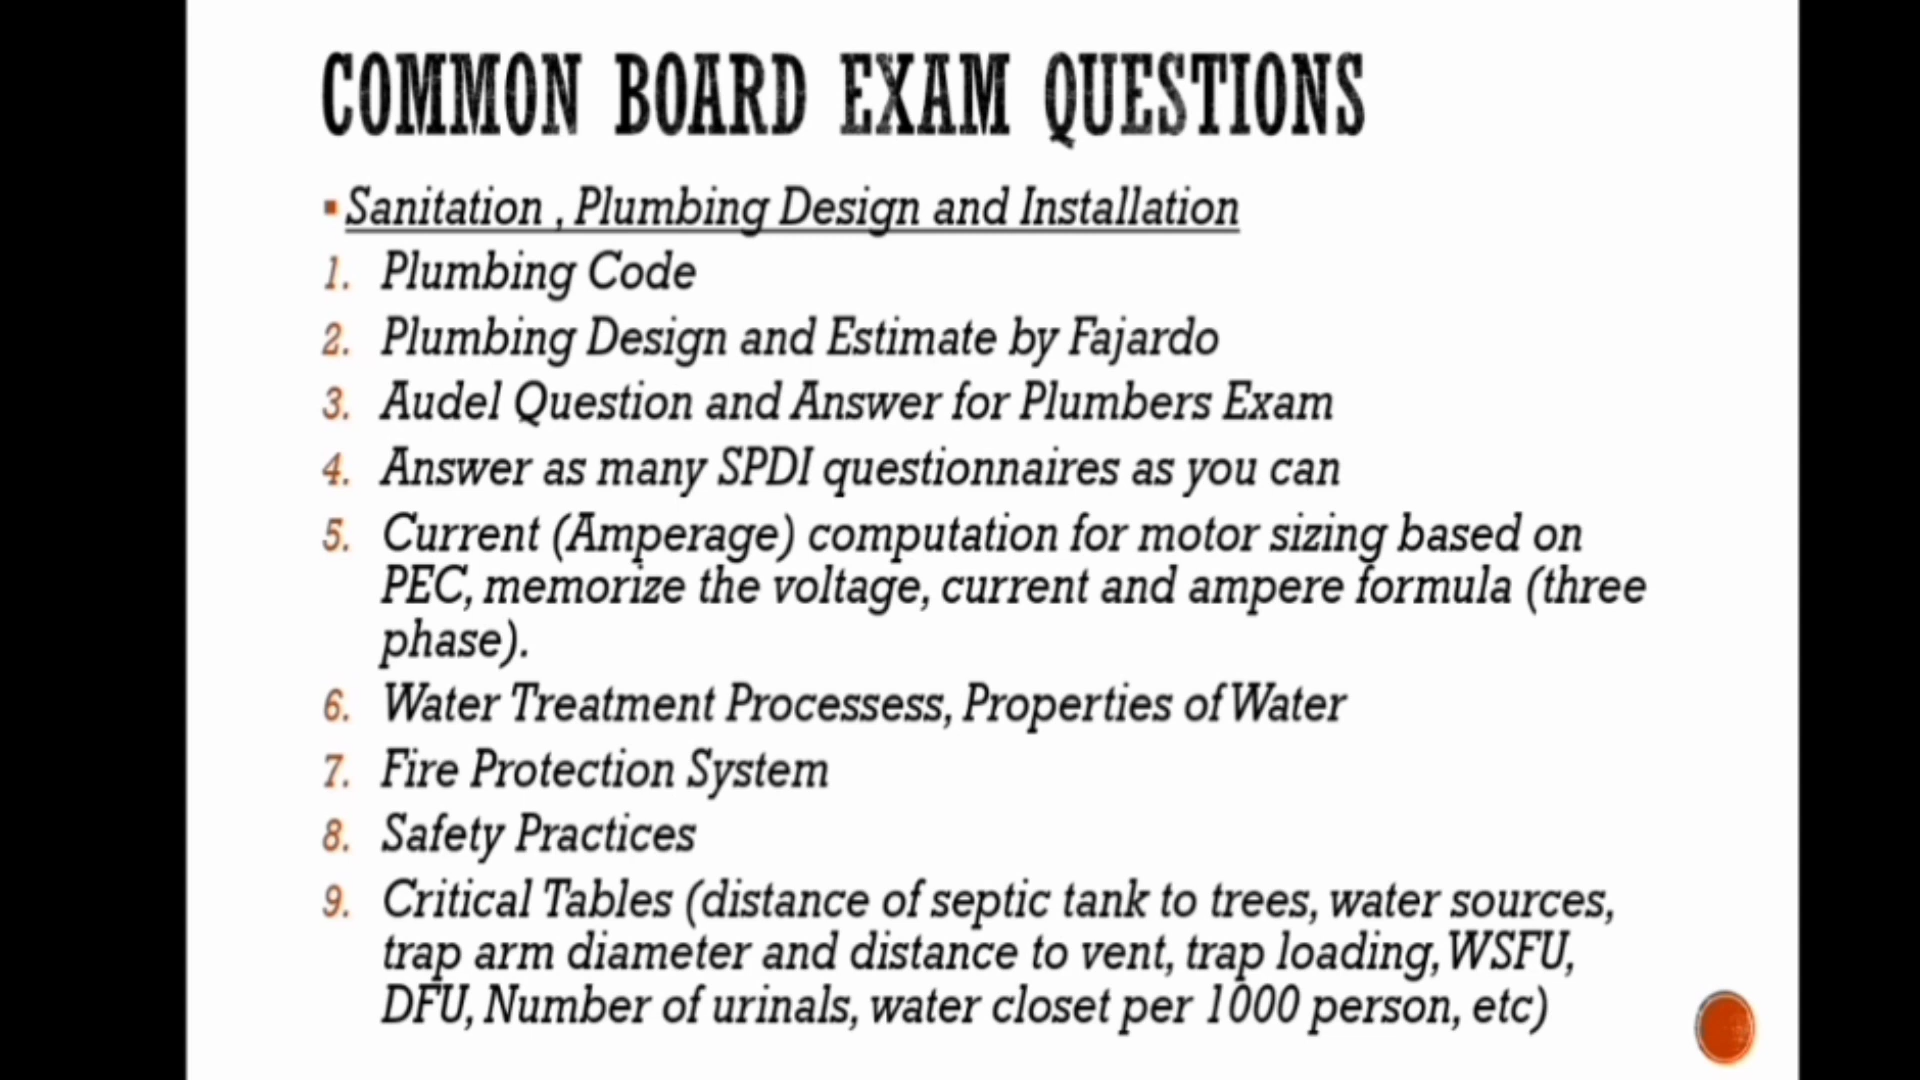 COMMON BOARD EXAM QUESTIONS
▪ Sanitation , Plumbing Design and Installation
1. Plumbing Code
2. Plumbing Design and Estimate by Fajardo
3. Audel Question and Answer for Plumbers Exam
4. Answer as many SPDI questionnaires as you can
5. Current (Amperage) computation for motor sizing based on
PEC, memorize the voltage, current and ampere formula (three
phase).
6. Water Treatment Processess, Properties of Water
7. Fire Protection System
8. Safety Practices
9. Critical Tables (distance of septic tank to trees, water sources,
trap arm diameter and distance to vent, trap loading, WSFU,
DFU, Number of urinals, water closet per 1000 person, etc)